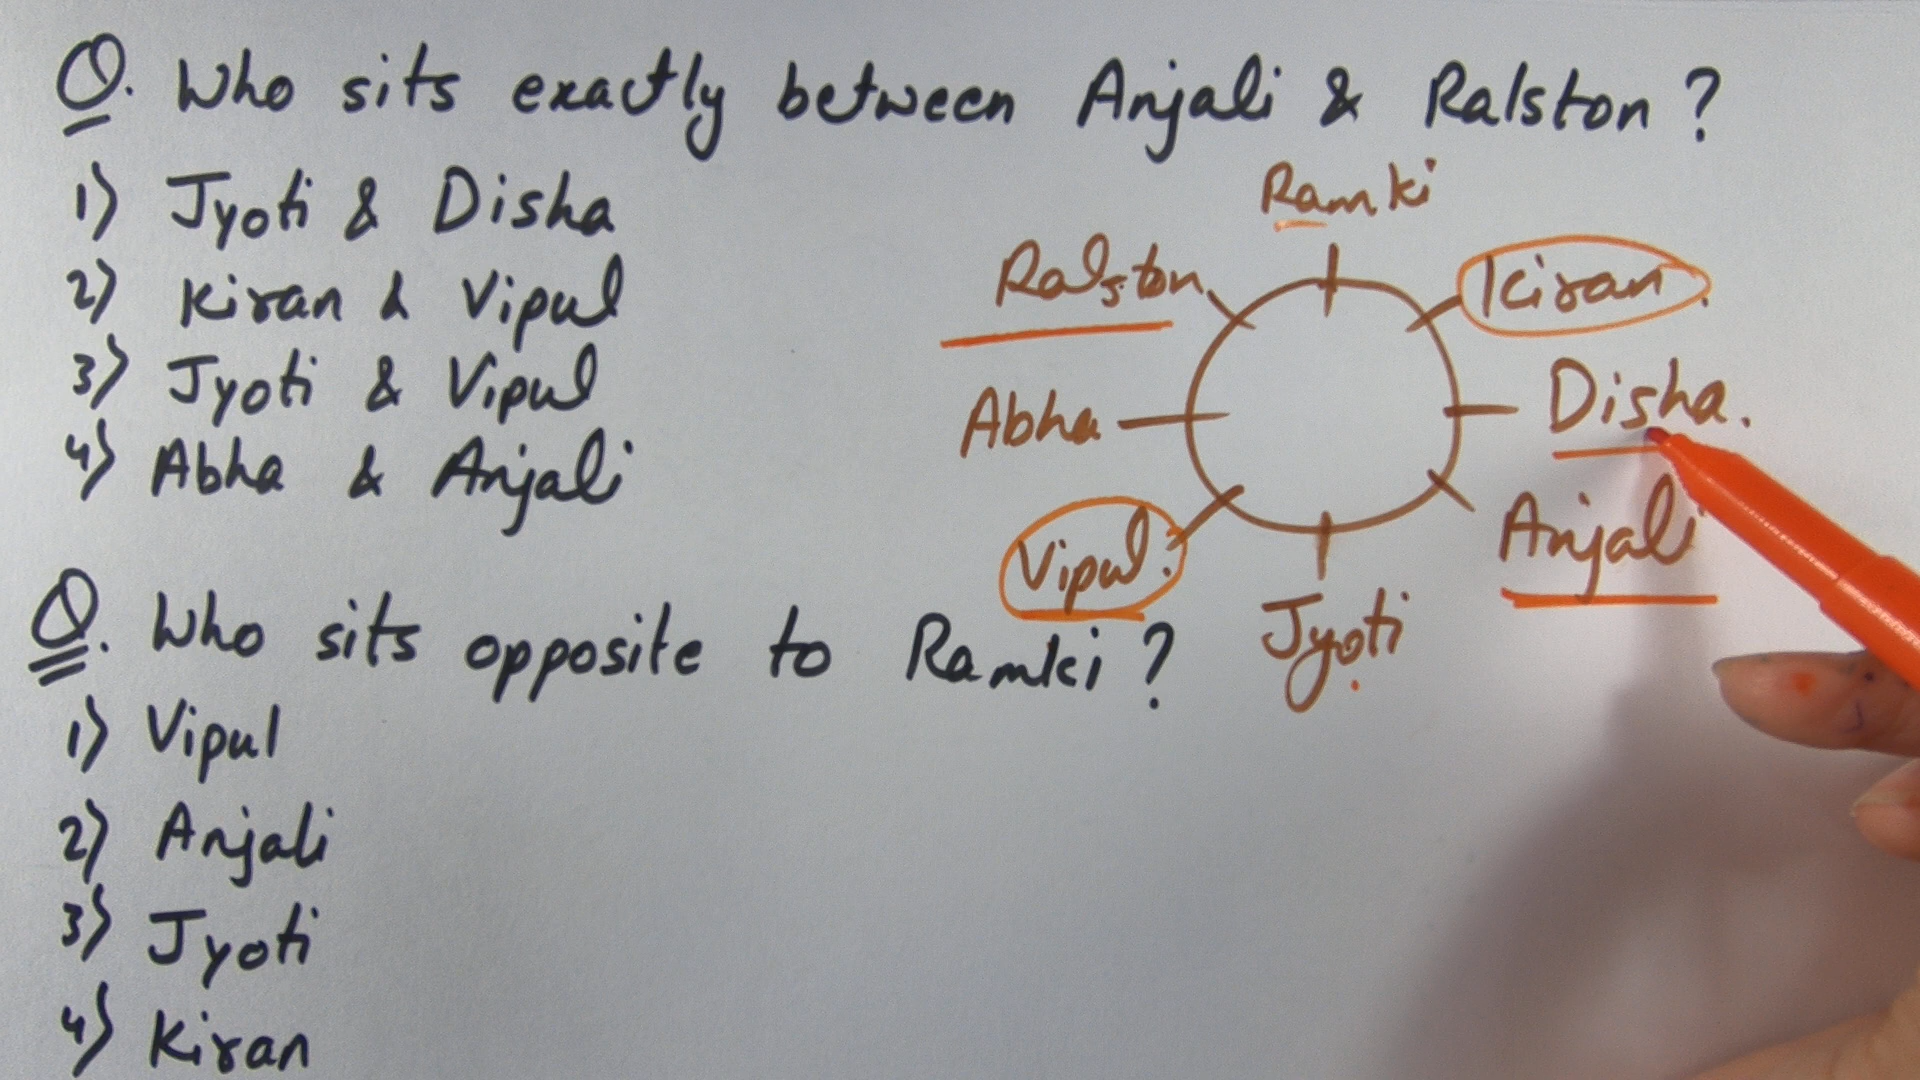 Q. Who sits exactly between Anjali & Ralston?
1) Jyoti & Disha
2) Kiran & Vipul
3) Jyoti & Vipul
4) Abha & Anjali
Ramki
Ralston
Kiran.
Abha
Disha.
Vipul.
Anjali
Jyoti
Q. Who sits opposite to Ramki?
1) Vipul
2) Anjali
3) Jyoti
4) Kiran